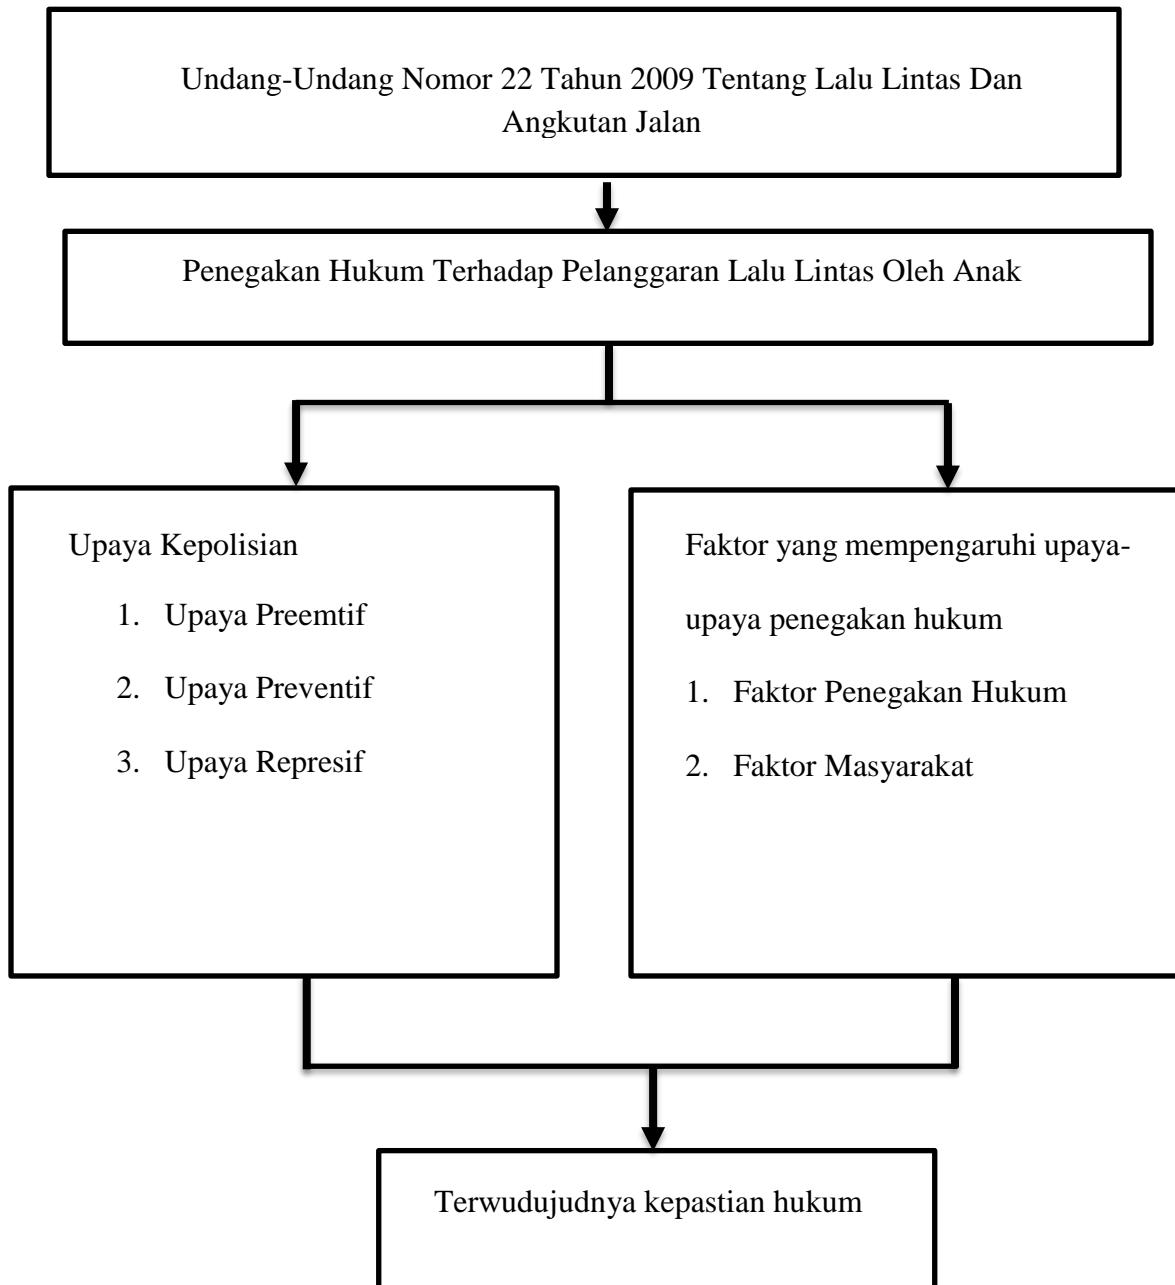 Undang-Undang Nomor 22 Tahun 2009 Tentang Lalu Lintas Dan
Angkutan Jalan
Penegakan Hukum Terhadap Pelanggaran Lalu Lintas Oleh Anak
Upaya Kepolisian
1. Upaya Preemtif
2. Upaya Preventif
3. Upaya Represif
Faktor yang mempengaruhi upaya-
upaya penegakan hukum
1. Faktor Penegakan Hukum
2. Faktor Masyarakat
Terwudujudnya kepastian hukum